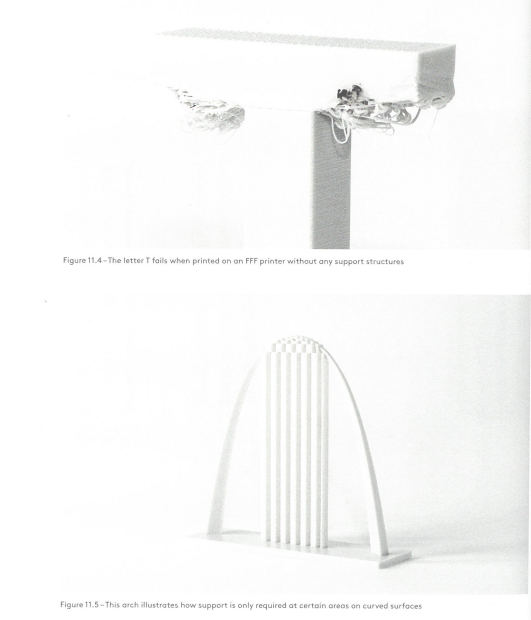 Figure 11.4–The letter T fails when printed on an FFF printer without any support structures
Figure 11.5–This arch illustrates how support is only required at certain areas on curved surfaces